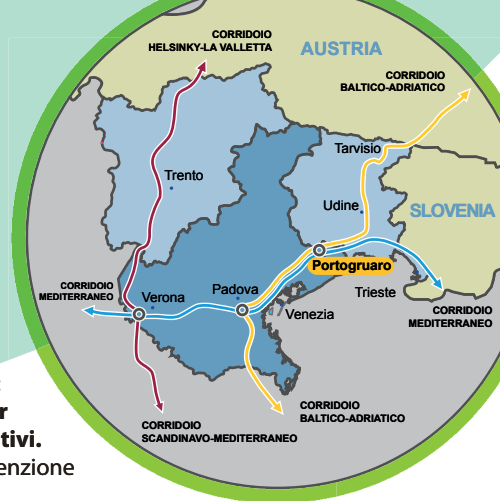 CORRIDOIO
HELSINKY-LA VALLETTA
AUSTRIA
CORRIDOIO
BALTICO-ADRIATICO
Tarvisio
Trento
Udine
SLOVENIA
Portogruaro
CORRIDOIO
MEDITERRANEO
Verona
Padova
Venezia
Trieste
CORRIDOIO
MEDITERRANEO
CORRIDOIO
BALTICO-ADRIATICO
CORRIDOIO
SCANDINAVO-MEDITERRANEO
tivi.
enzione